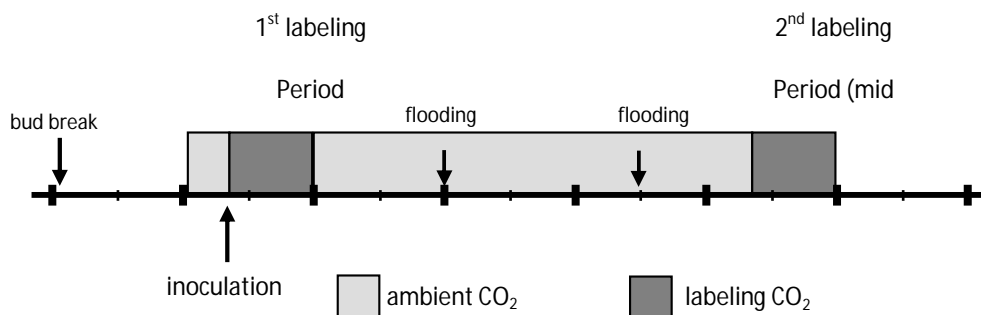 1st labeling
Period
2nd labeling
Period (mid
bud break
flooding
flooding
inoculation
ambient CO2
labeling CO2